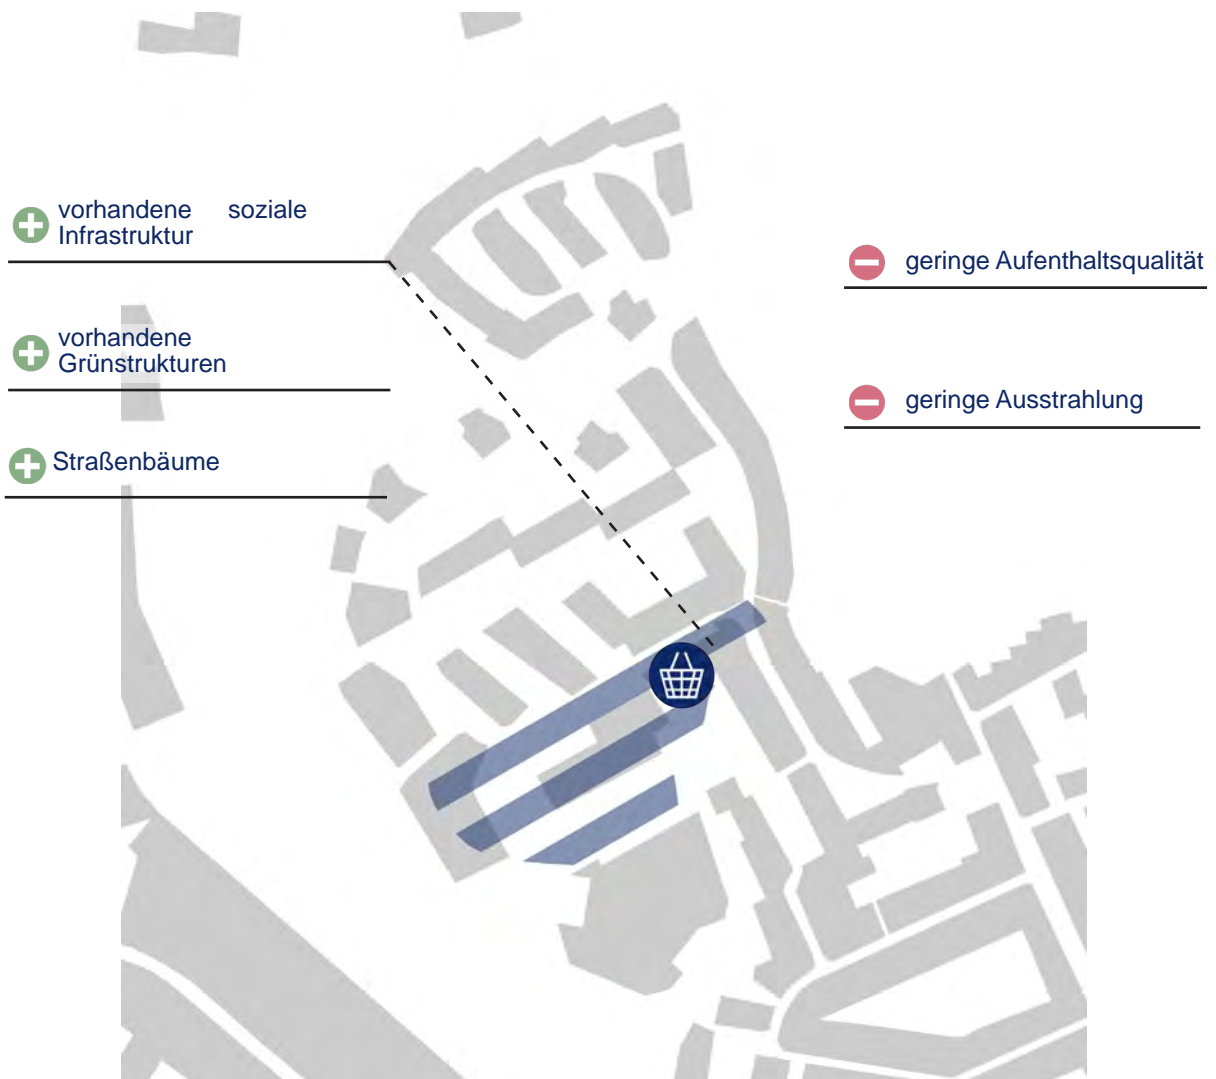 vorhandene soziale
Infrastruktur
vorhandene
Grünstrukturen
Straßenbäume
geringe Aufenthaltsqualität
geringe Ausstrahlung